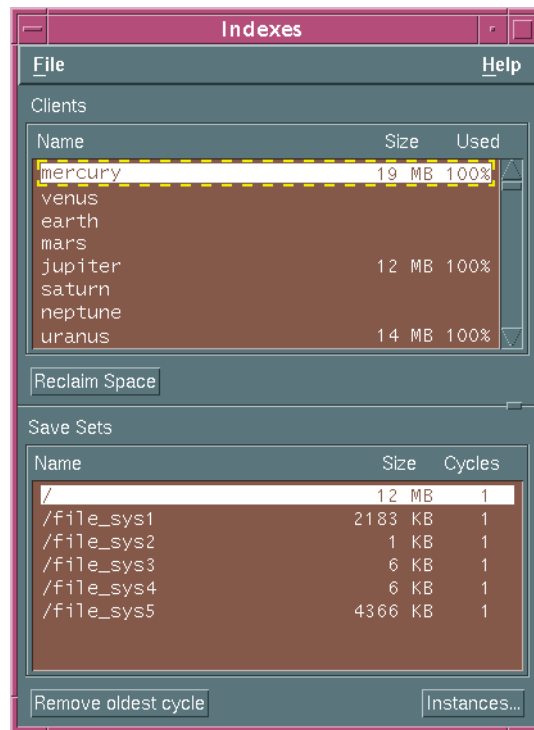 Indexes
File Help
Clients
Name Size Used
mercury 19 MB 100%
venus
earth
mars
jupiter 12 MB 100%
saturn
neptune
uranus 14 MB 100%
Reclaim Space
Save Sets
Name Size Cycles
/ 12 MB 1
/file_sys1 2183 KB 1
/file_sys2 1 KB 1
/file_sys3 6 KB 1
/file_sys4 6 KB 1
/file_sys5 4366 KB 1
Remove oldest cycle Instances...